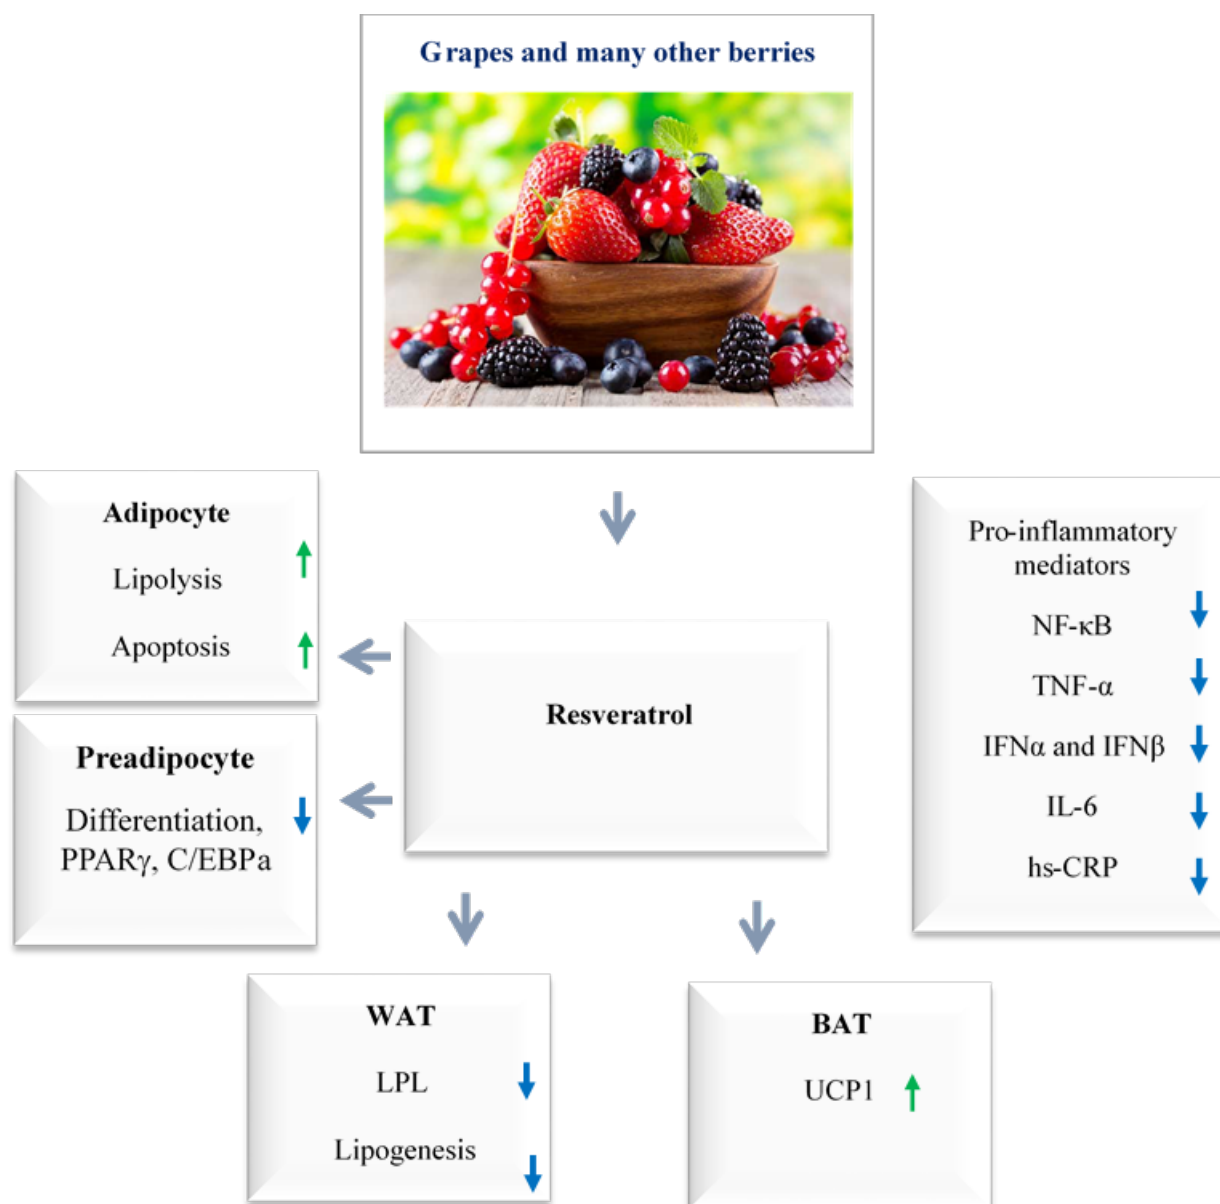 Grapes and many other berries
Adipocyte
Lipolysis
Apoptosis
Preadipocyte
Differentiation,
PPARγ, C/EBPa
Resveratrol
Pro-inflammatory
mediators
NF-κB
TNF-α
IFNα and IFNβ
IL-6
hs-CRP
WAT
LPL
Lipogenesis
BAT
UCP1